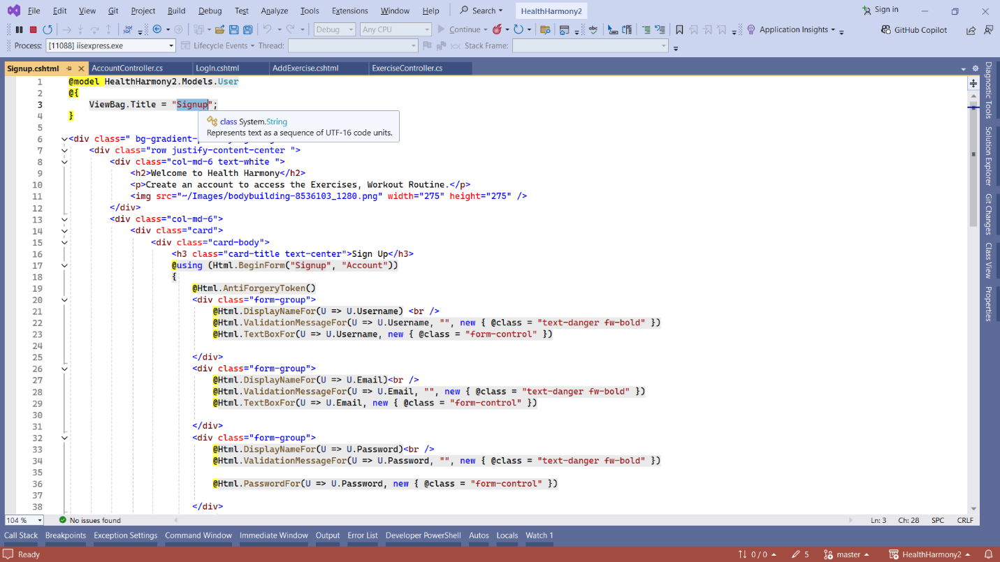 File Edit View Git Project Build Debug Test Analyze Tools Extensions Window Help Search HealthHarmony2 Sign in
Debug Any CPU Continue Application Insights GitHub Copilot
Process: [11088] iisexpress.exe Lifecycle Events Thread: Stack Frame:
Signup.cshtml AccountController.cs LogIn.cshtml AddExercise.cshtml ExerciseController.cs
1 @model HealthHarmony2.Models.User
2 @{
3 ViewBag.Title = "Signup";
4 }
class System.String
Represents text as a sequence of UTF-16 code units.
5
6 <div class=" bg-gradient-
7 <div class="row justify-content-center ">
8 <div class="col-md-6 text-white ">
9 <h2>Welcome to Health Harmony</h2>
10 <p>Create an account to access the Exercises, Workout Routine.</p>
11 <img src="~/Images/bodybuilding-8536103_1280.png" width="275" height="275" />
12 </div>
13 <div class="col-md-6">
14 <div class="card">
15 <div class="card-body">
16 <h3 class="card-title text-center">Sign Up</h3>
17 @using (Html.BeginForm("Signup", "Account"))
18 {
19 @Html.AntiForgeryToken()
20 <div class="form-group">
21 @Html.DisplayNameFor(U => U.Username) <br />
22 @Html.ValidationMessageFor(U => U.Username, "", new { @class = "text-danger fw-bold" })
23 @Html.TextBoxFor(U => U.Username, new { @class = "form-control" })
24
25 </div>
26 <div class="form-group">
27 @Html.DisplayNameFor(U => U.Email)<br />
28 @Html.ValidationMessageFor(U => U.Email, "", new { @class = "text-danger fw-bold" })
29 @Html.TextBoxFor(U => U.Email, new { @class = "form-control" })
30
31 </div>
32 <div class="form-group">
33 @Html.DisplayNameFor(U => U.Password)<br />
34 @Html.ValidationMessageFor(U => U.Password, "", new { @class = "text-danger fw-bold" })
35
36 @Html.PasswordFor(U => U.Password, new { @class = "form-control" })
37
38 </div>
Diagnostic Tools
Solution Explorer
Git Changes
Class View
Properties
104 % No issues found Ln: 3 Ch: 28 SPC CRLF
Call Stack Breakpoints Exception Settings Command Window Immediate Window Output Error List Developer PowerShell Autos Locals Watch 1
Ready 0 / 0 5 master HealthHarmony2